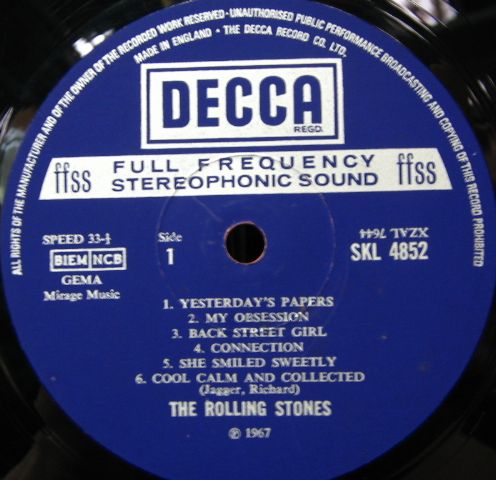 ALL RIGHTS OF THE MANUFACTURER AND OF THE OWNER OF THE RECORDED WORK RESERVED · UNAUTHORISED PUBLIC PERFORMANCE BROADCASTING AND COPYING OF THIS RECORD PROHIBITED
MADE IN ENGLAND · THE DECCA RECORD CO. LTD.
DECCA
REGD.
ffss FULL FREQUENCY ffss
STEREOPHONIC SOUND
SPEED 33-⅓
BIEM NCB
GEMA
Mirage Music
Side
1
XZAL 7644
SKL 4852
1. YESTERDAY'S PAPERS
2. MY OBSESSION
3. BACK STREET GIRL
4. CONNECTION
5. SHE SMILED SWEETLY
6. COOL CALM AND COLLECTED
(Jagger, Richard)
THE ROLLING STONES
℗ 1967